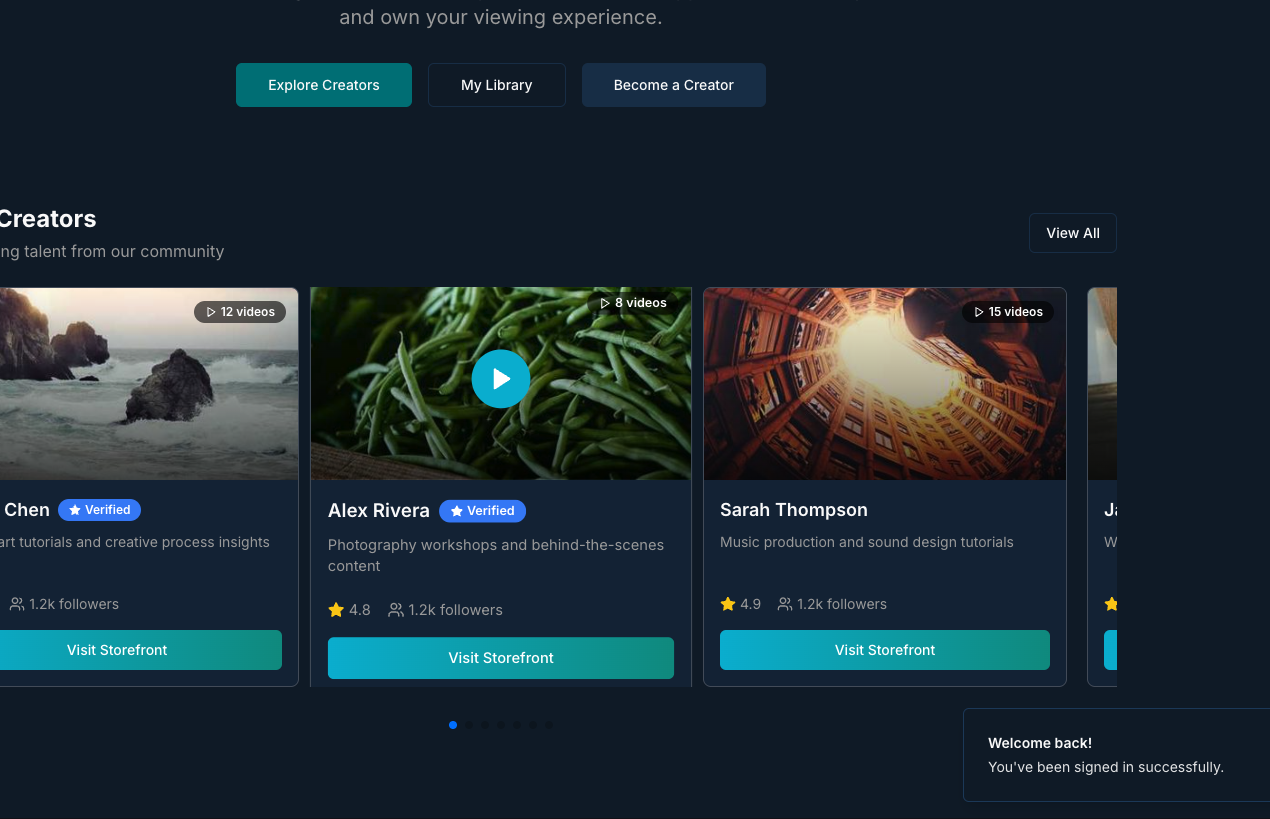 and own your viewing experience.
Explore Creators
My Library
Become a Creator
Creators
ng talent from our community
View All
12 videos
8 videos
15 videos
Chen
Verified
Alex Rivera
Verified
Sarah Thompson
Ja
art tutorials and creative process insights
Photography workshops and behind-the-scenes
content
Music production and sound design tutorials
W
1.2k followers
4.8
1.2k followers
4.9
1.2k followers
Visit Storefront
Visit Storefront
Visit Storefront
Welcome back!
You've been signed in successfully.